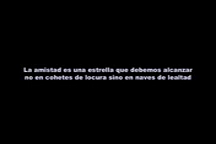 La amistad es una estrella que debemos alcanzar
no en cohetes de locura sino en naves de lealtad